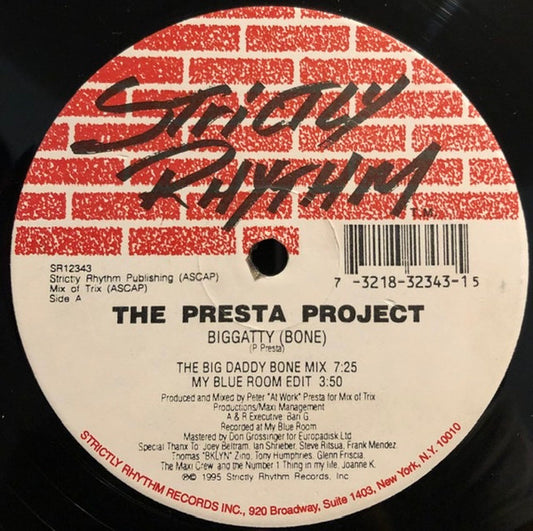 STRICTLY
RHYTHM
T.M.
SR12343
Strictly Rhythm Publishing (ASCAP)
Mix of Trix (ASCAP)
Side A
7 -3218-32343-1 5
THE PRESTA PROJECT
BIGGATTY (BONE)
(P Presta)
THE BIG DADDY BONE MIX 7:25
MY BLUE ROOM EDIT 3:50
Produced and Mixed by Peter "At Work" Presta for Mix of Trix
Productions/Maxi Management
A & R Executive: Bari G.
Recorded at My Blue Room
Mastered by Don Grossinger for Europadisk Ltd
Special Thanx To: Joey Beltram, Ian Shrieber, Steve Ritsua, Frank Mendez,
Thomas "BKLYN" Zino, Tony Humphries, Glenn Friscia,
The Maxi Crew and the Number 1 Thing in my life, Joanne K.
℗© 1995 Strictly Rhythm Records, Inc
STRICTLY RHYTHM RECORDS INC., 920 Broadway, Suite 1403, New York, N.Y. 10010